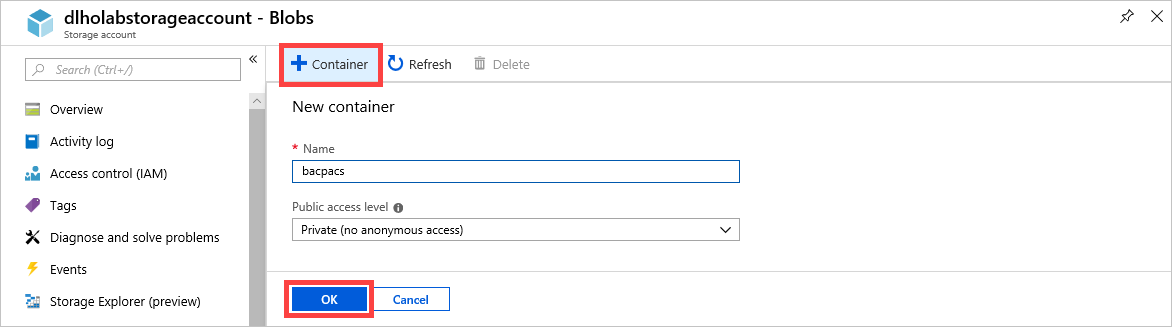 dlholabstorageaccount - Blobs
Storage account
Search (Ctrl+/)
«
Overview
Activity log
Access control (IAM)
Tags
Diagnose and solve problems
Events
Storage Explorer (preview)
+ Container
Refresh
Delete
New container
* Name
bacpacs
Public access level
Private (no anonymous access)
OK
Cancel